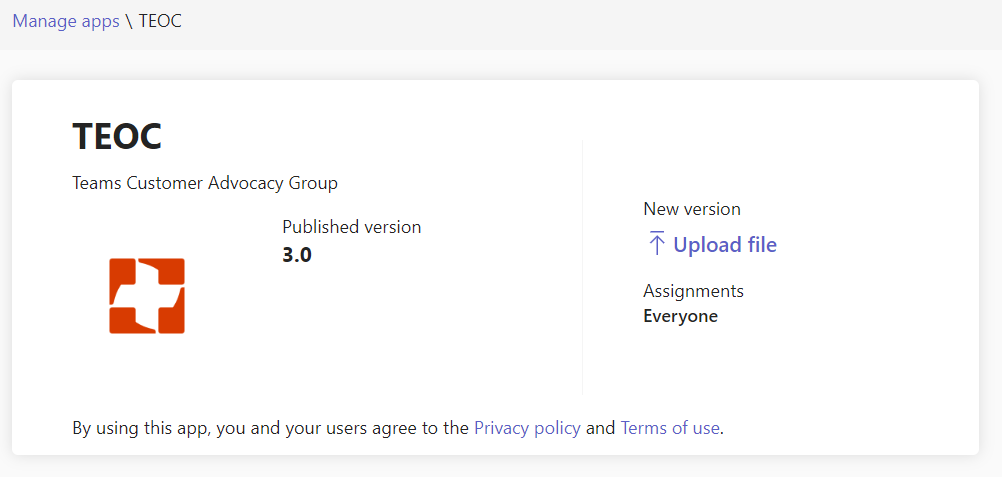 Manage apps \ TEOC
TEOC
Teams Customer Advocacy Group
Published version
3.0
New version
Upload file
Assignments
Everyone
By using this app, you and your users agree to the Privacy policy and Terms of use.